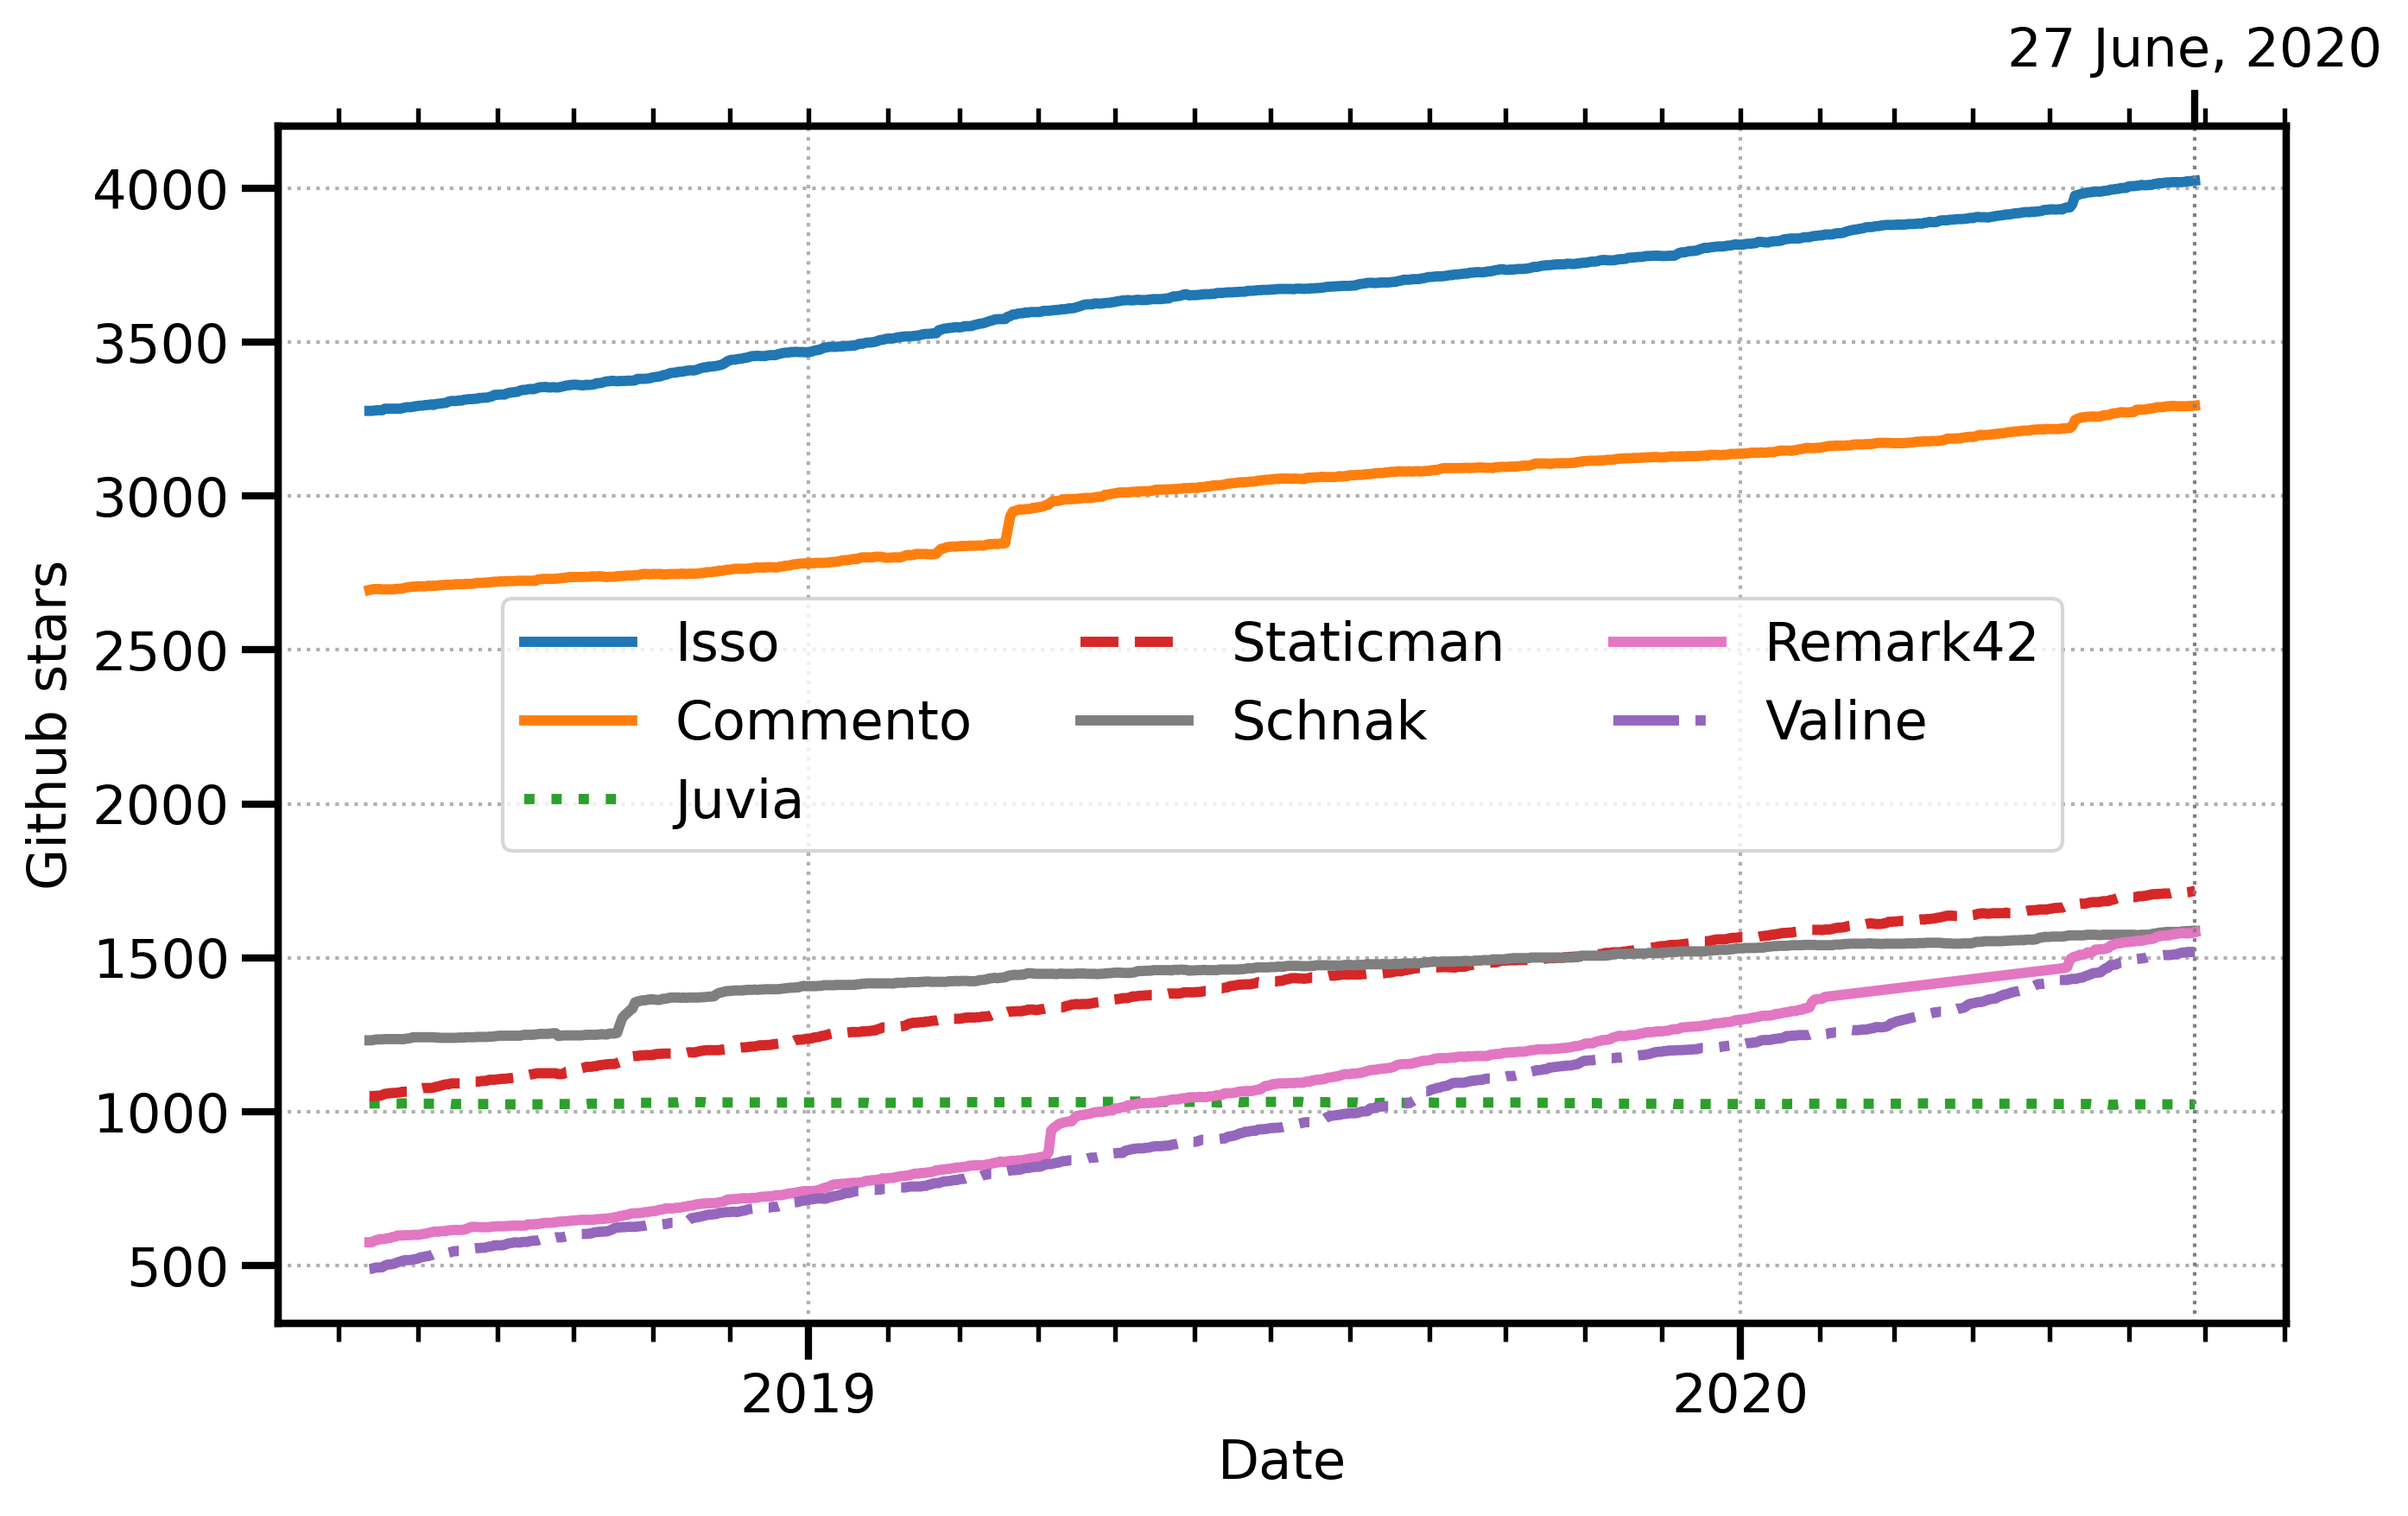 27 June, 2020
4000
3500
3000
2500
2000
1500
1000
500
Github stars
Isso
Commento
Juvia
Staticman
Schnak
Remark42
Valine
2019
2020
Date